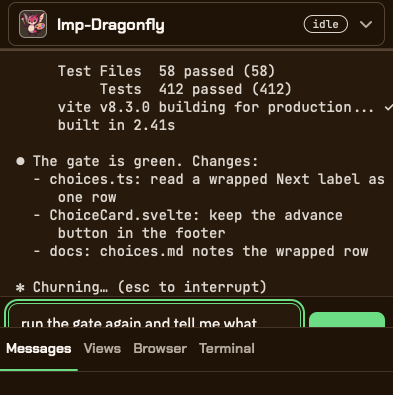 Imp-Dragonfly
idle
Test Files 58 passed (58)
Tests 412 passed (412)
vite v8.3.0 building for production... ✓
built in 2.41s
● The gate is green. Changes:
- choices.ts: read a wrapped Next label as
one row
- ChoiceCard.svelte: keep the advance
button in the footer
- docs: choices.md notes the wrapped row
✻ Churning… (esc to interrupt)
run the gate again and tell me what
Messages Views Browser Terminal